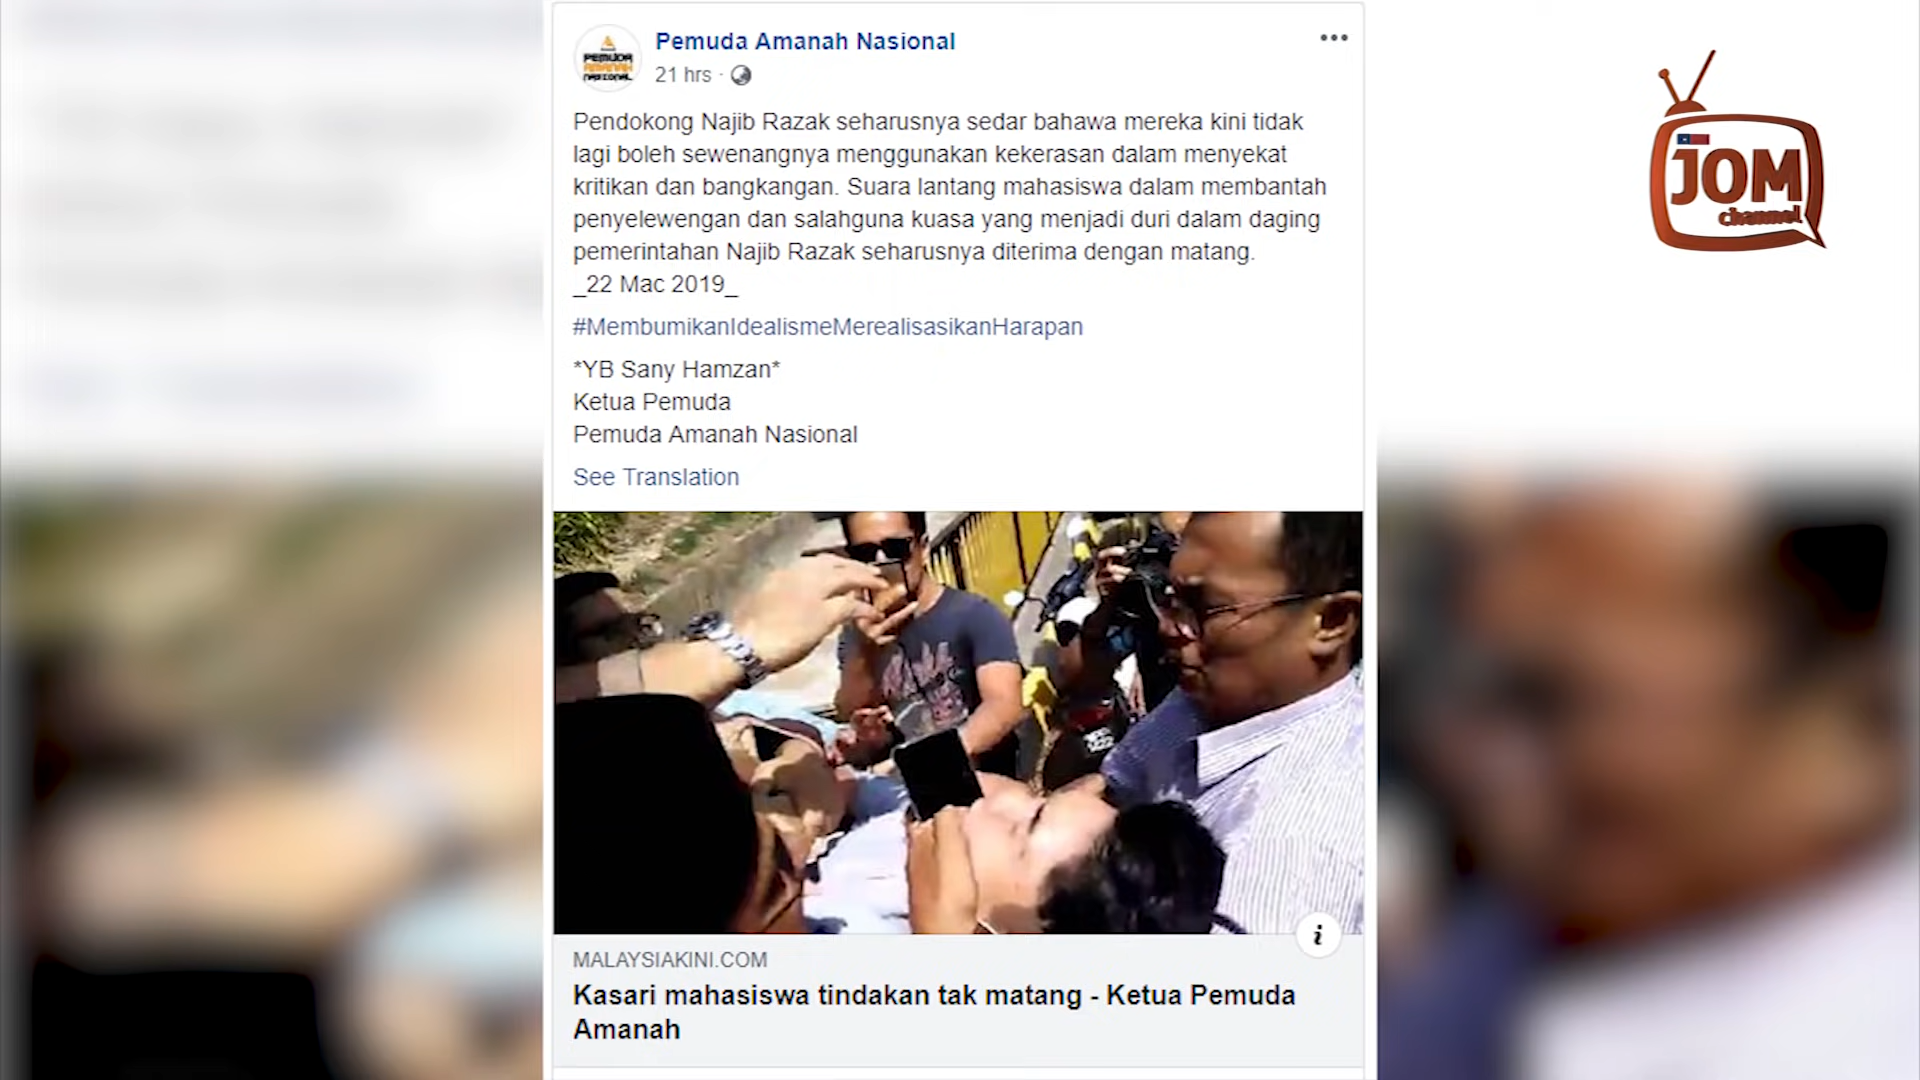 Pemuda Amanah Nasional
21 hrs ·
PEMUDA
AMANAH
NASIONAL
Pendokong Najib Razak seharusnya sedar bahawa mereka kini tidak
lagi boleh sewenangnya menggunakan kekerasan dalam menyekat
kritikan dan bangkangan. Suara lantang mahasiswa dalam membantah
penyelewengan dan salahguna kuasa yang menjadi duri dalam daging
pemerintahan Najib Razak seharusnya diterima dengan matang.
_22 Mac 2019_
#MembumikanIdealismeMerealisasikanHarapan
*YB Sany Hamzan*
Ketua Pemuda
Pemuda Amanah Nasional
See Translation
MALAYSIAKINI.COM
Kasari mahasiswa tindakan tak matang - Ketua Pemuda
Amanah
JOM
channel